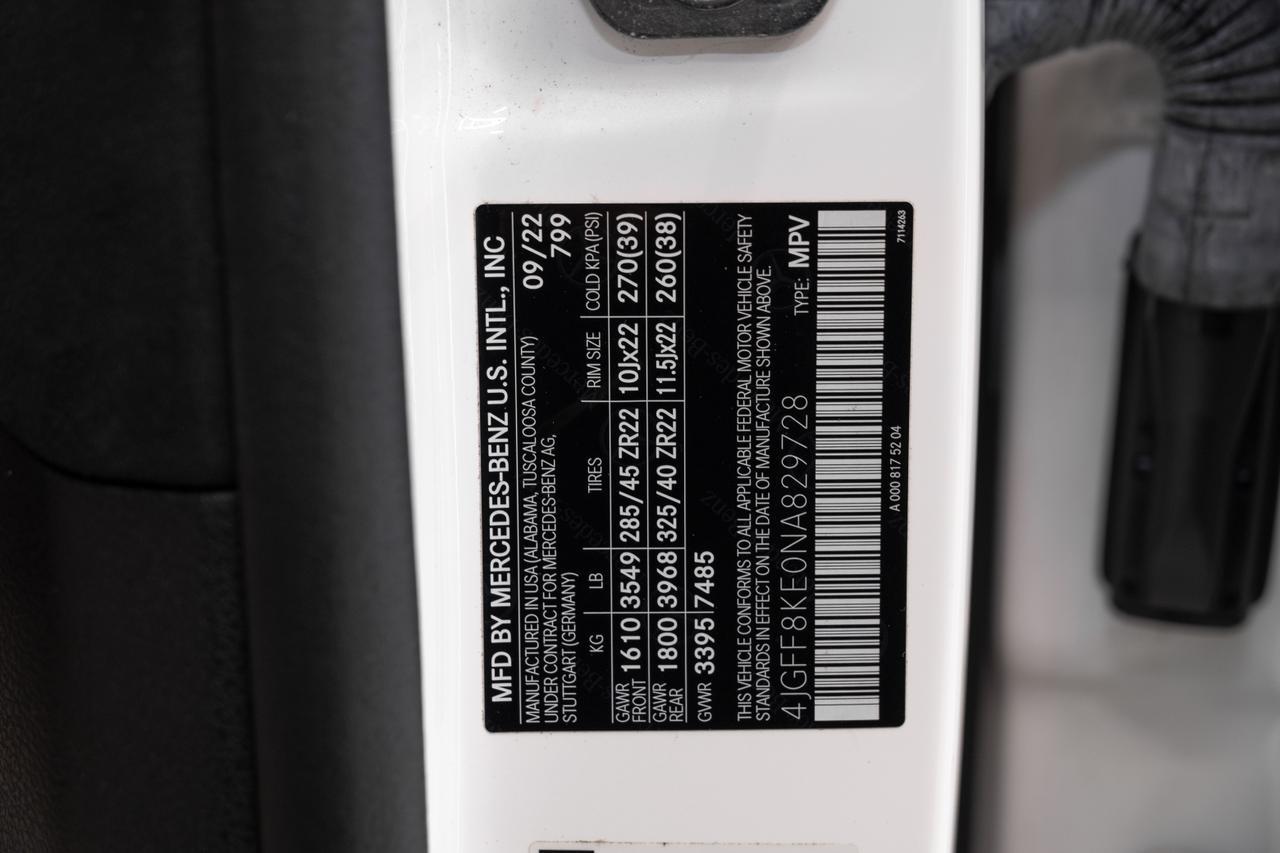 MFD BY MERCEDES-BENZ U.S. INTL., INC
MANUFACTURED IN USA (ALABAMA, TUSCALOOSA COUNTY) 09/22
UNDER CONTRACT FOR MERCEDES-BENZ AG, 799
STUTTGART (GERMANY)
KG LB TIRES RIM SIZE COLD KPA (PSI)
GAWR FRONT 1610 3549 285/45 ZR22 10Jx22 270(39)
GAWR REAR 1800 3968 325/40 ZR22 11.5Jx22 260(38)
GVWR 3395 7485
THIS VEHICLE CONFORMS TO ALL APPLICABLE FEDERAL MOTOR VEHICLE SAFETY
STANDARDS IN EFFECT ON THE DATE OF MANUFACTURE SHOWN ABOVE.
4JGFF8KE0NA829728 TYPE: MPV
A 000 817 52 04 7114263